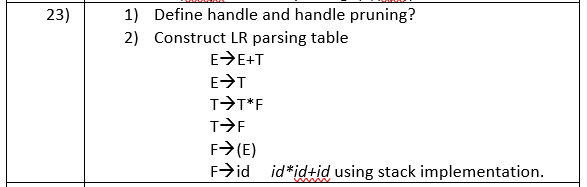 23) 1) Define handle and handle pruning?
2) Construct LR parsing table
E→E+T
E→T
T→T*F
T→F
F→(E)
F→id id*id+id using stack implementation.